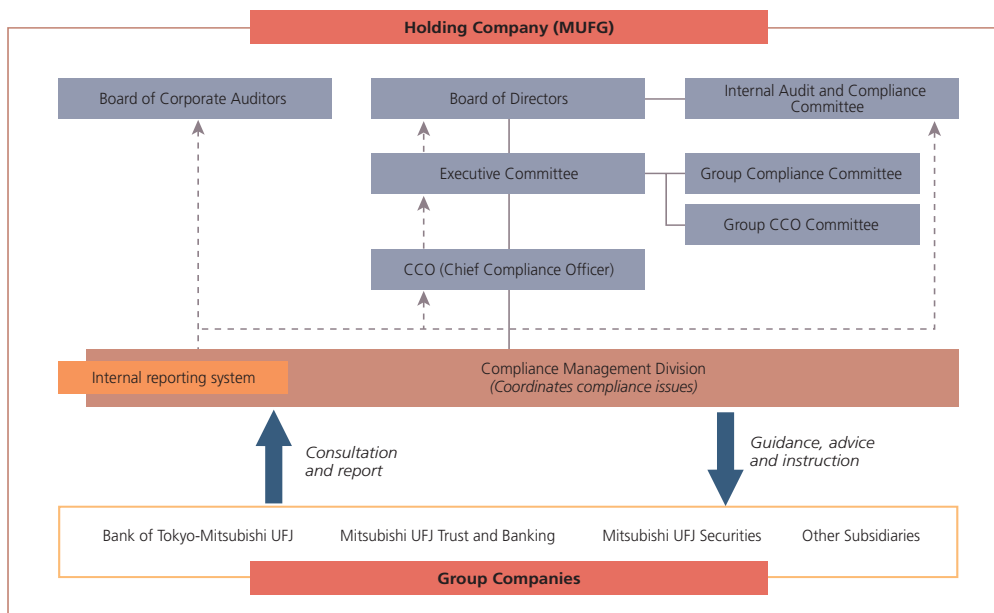 Holding Company (MUFG)
Board of Corporate Auditors
Board of Directors
Internal Audit and Compliance
Committee
Executive Committee
Group Compliance Committee
Group CCO Committee
CCO (Chief Compliance Officer)
Internal reporting system
Compliance Management Division
(Coordinates compliance issues)
Consultation
and report
Guidance, advice
and instruction
Bank of Tokyo-Mitsubishi UFJ
Mitsubishi UFJ Trust and Banking
Mitsubishi UFJ Securities
Other Subsidiaries
Group Companies